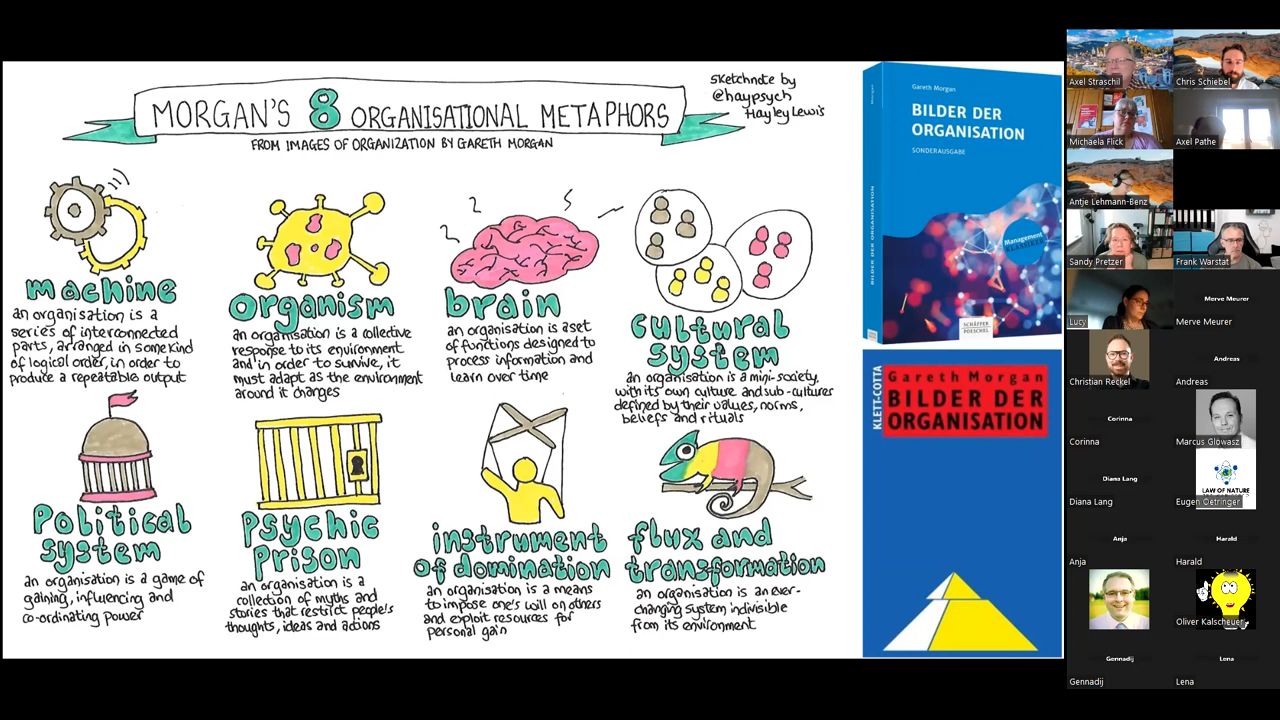 MORGAN'S 8 ORGANISATIONAL METAPHORS
FROM IMAGES OF ORGANIZATION BY GARETH MORGAN
sketchnote by
@haypsych
Hayley Lewis
machine
an organisation is a
series of interconnected
parts, arranged in some kind
of logical order, in order to
produce a repeatable output
organism
an organisation is a collective
response to its environment
and in order to survive, it
must adapt as the environment
around it changes
brain
an organisation is a set
of functions designed to
process information and
learn over time
cultural
system
an organisation is a mini-society,
with its own culture and sub-cultures
defined by their values, norms,
beliefs and rituals
Political
system
an organisation is a game of
gaining, influencing and
co-ordinating power
Psychic
Prison
an organisation is a
collection of myths and
stories that restrict people's
thoughts, ideas and actions
instrument
of domination
an organisation is a means
to impose one's will on others
and exploit resources for
personal gain
flux and
transformation
an organisation is an ever-
changing system indivisible
from its environment
Morgan
BILDER DER ORGANISATION
Gareth Morgan
BILDER DER
ORGANISATION
SONDERAUSGABE
Management
KLASSIKER
SCHÄFFER
POESCHEL
KLETT-COTTA
Gareth Morgan
BILDER DER
ORGANISATION
Axel Straschil
Chris Schiebel
Michaela Flick
Axel Pathe
Antje Lehmann-Benz
Sandy Pretzer
Frank Warstat
Lucy
Merve Meurer
Merve Meurer
Christian Reckel
Andreas
Andreas
Corinna
Corinna
Marcus Glowasz
Diana Lang
Diana Lang
LAW OF NATURE
Eugen Oetringer
Anja
Anja
Harald
Harald
Oliver Kalscheuer
Gennadij
Gennadij
Lena
Lena